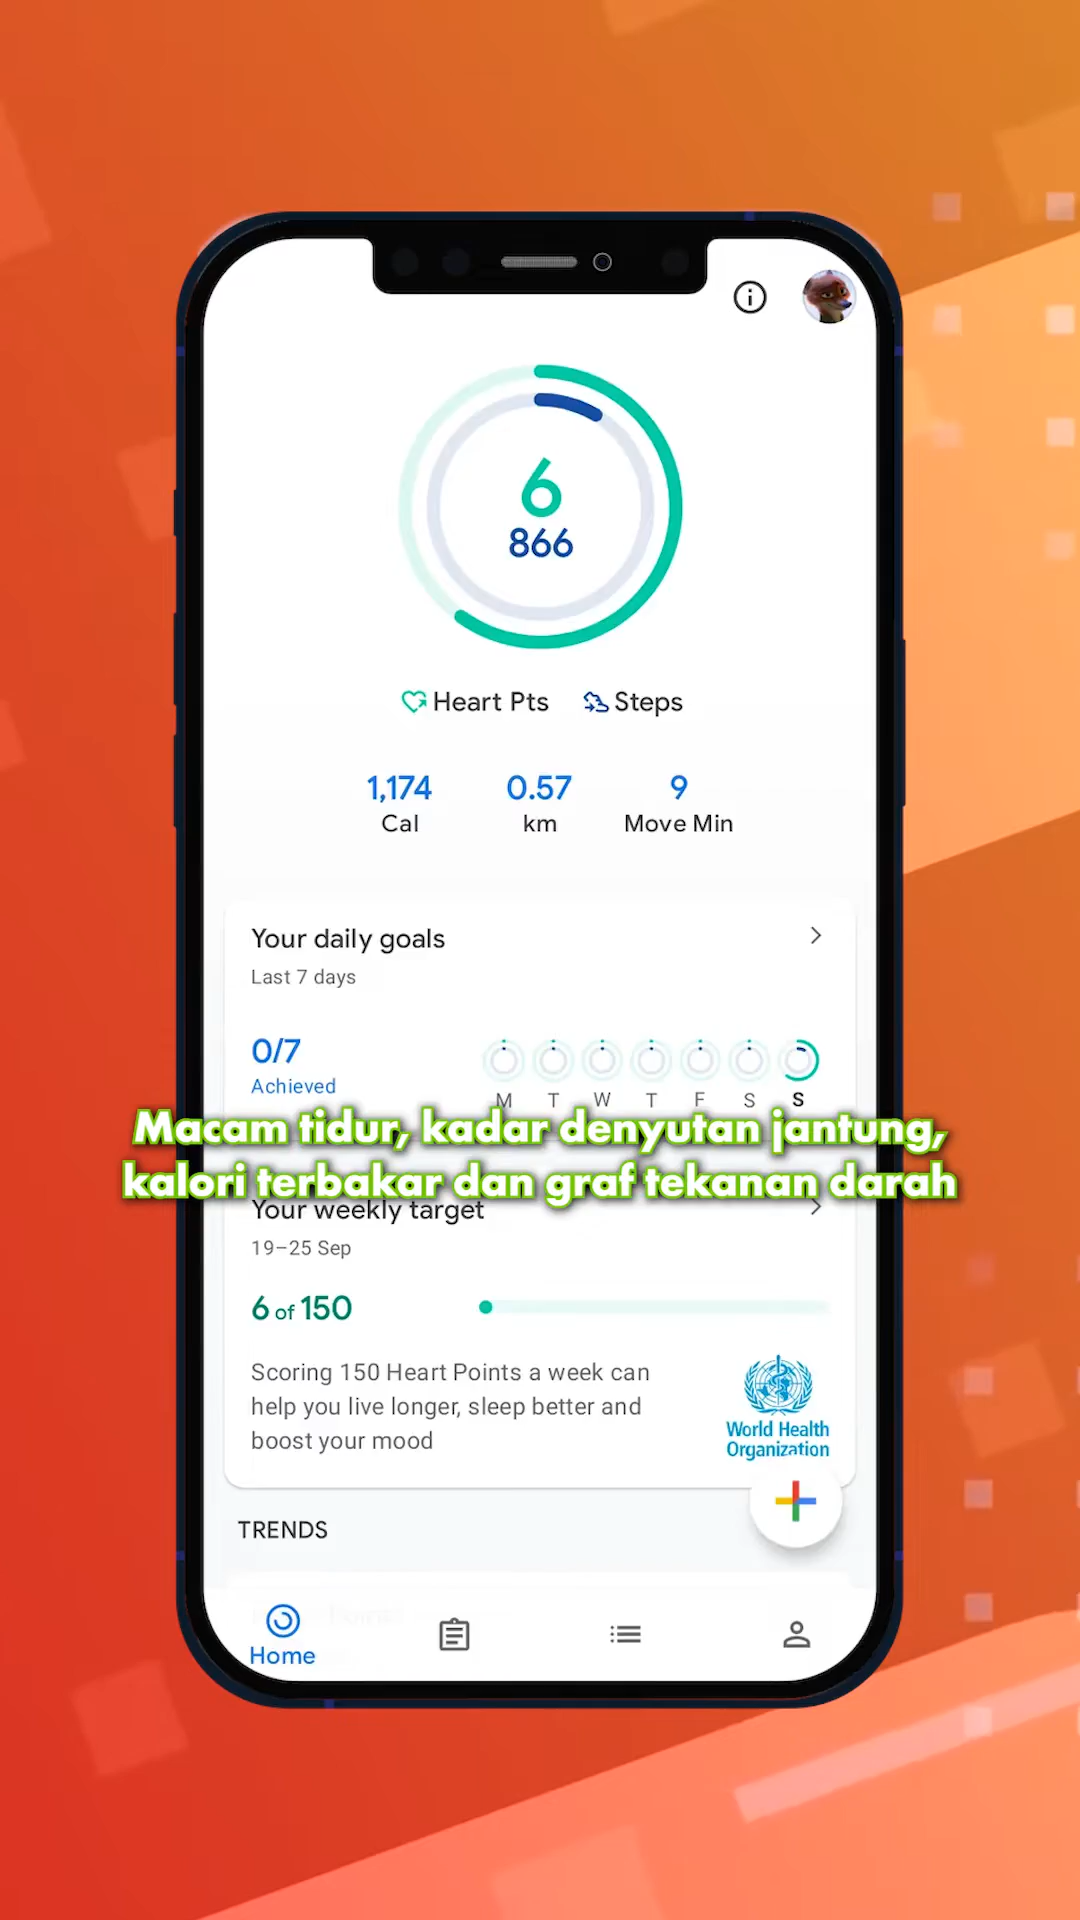 6
866
Heart Pts Steps
1,174 0.57 9
Cal km Move Min
Your daily goals
Last 7 days
0/7
Achieved
M T W T F S S
Macam tidur, kadar denyutan jantung,
kalori terbakar dan graf tekanan darah
Your weekly target
19–25 Sep
6 of 150
Scoring 150 Heart Points a week can
help you live longer, sleep better and
boost your mood
World Health
Organization
TRENDS
Home